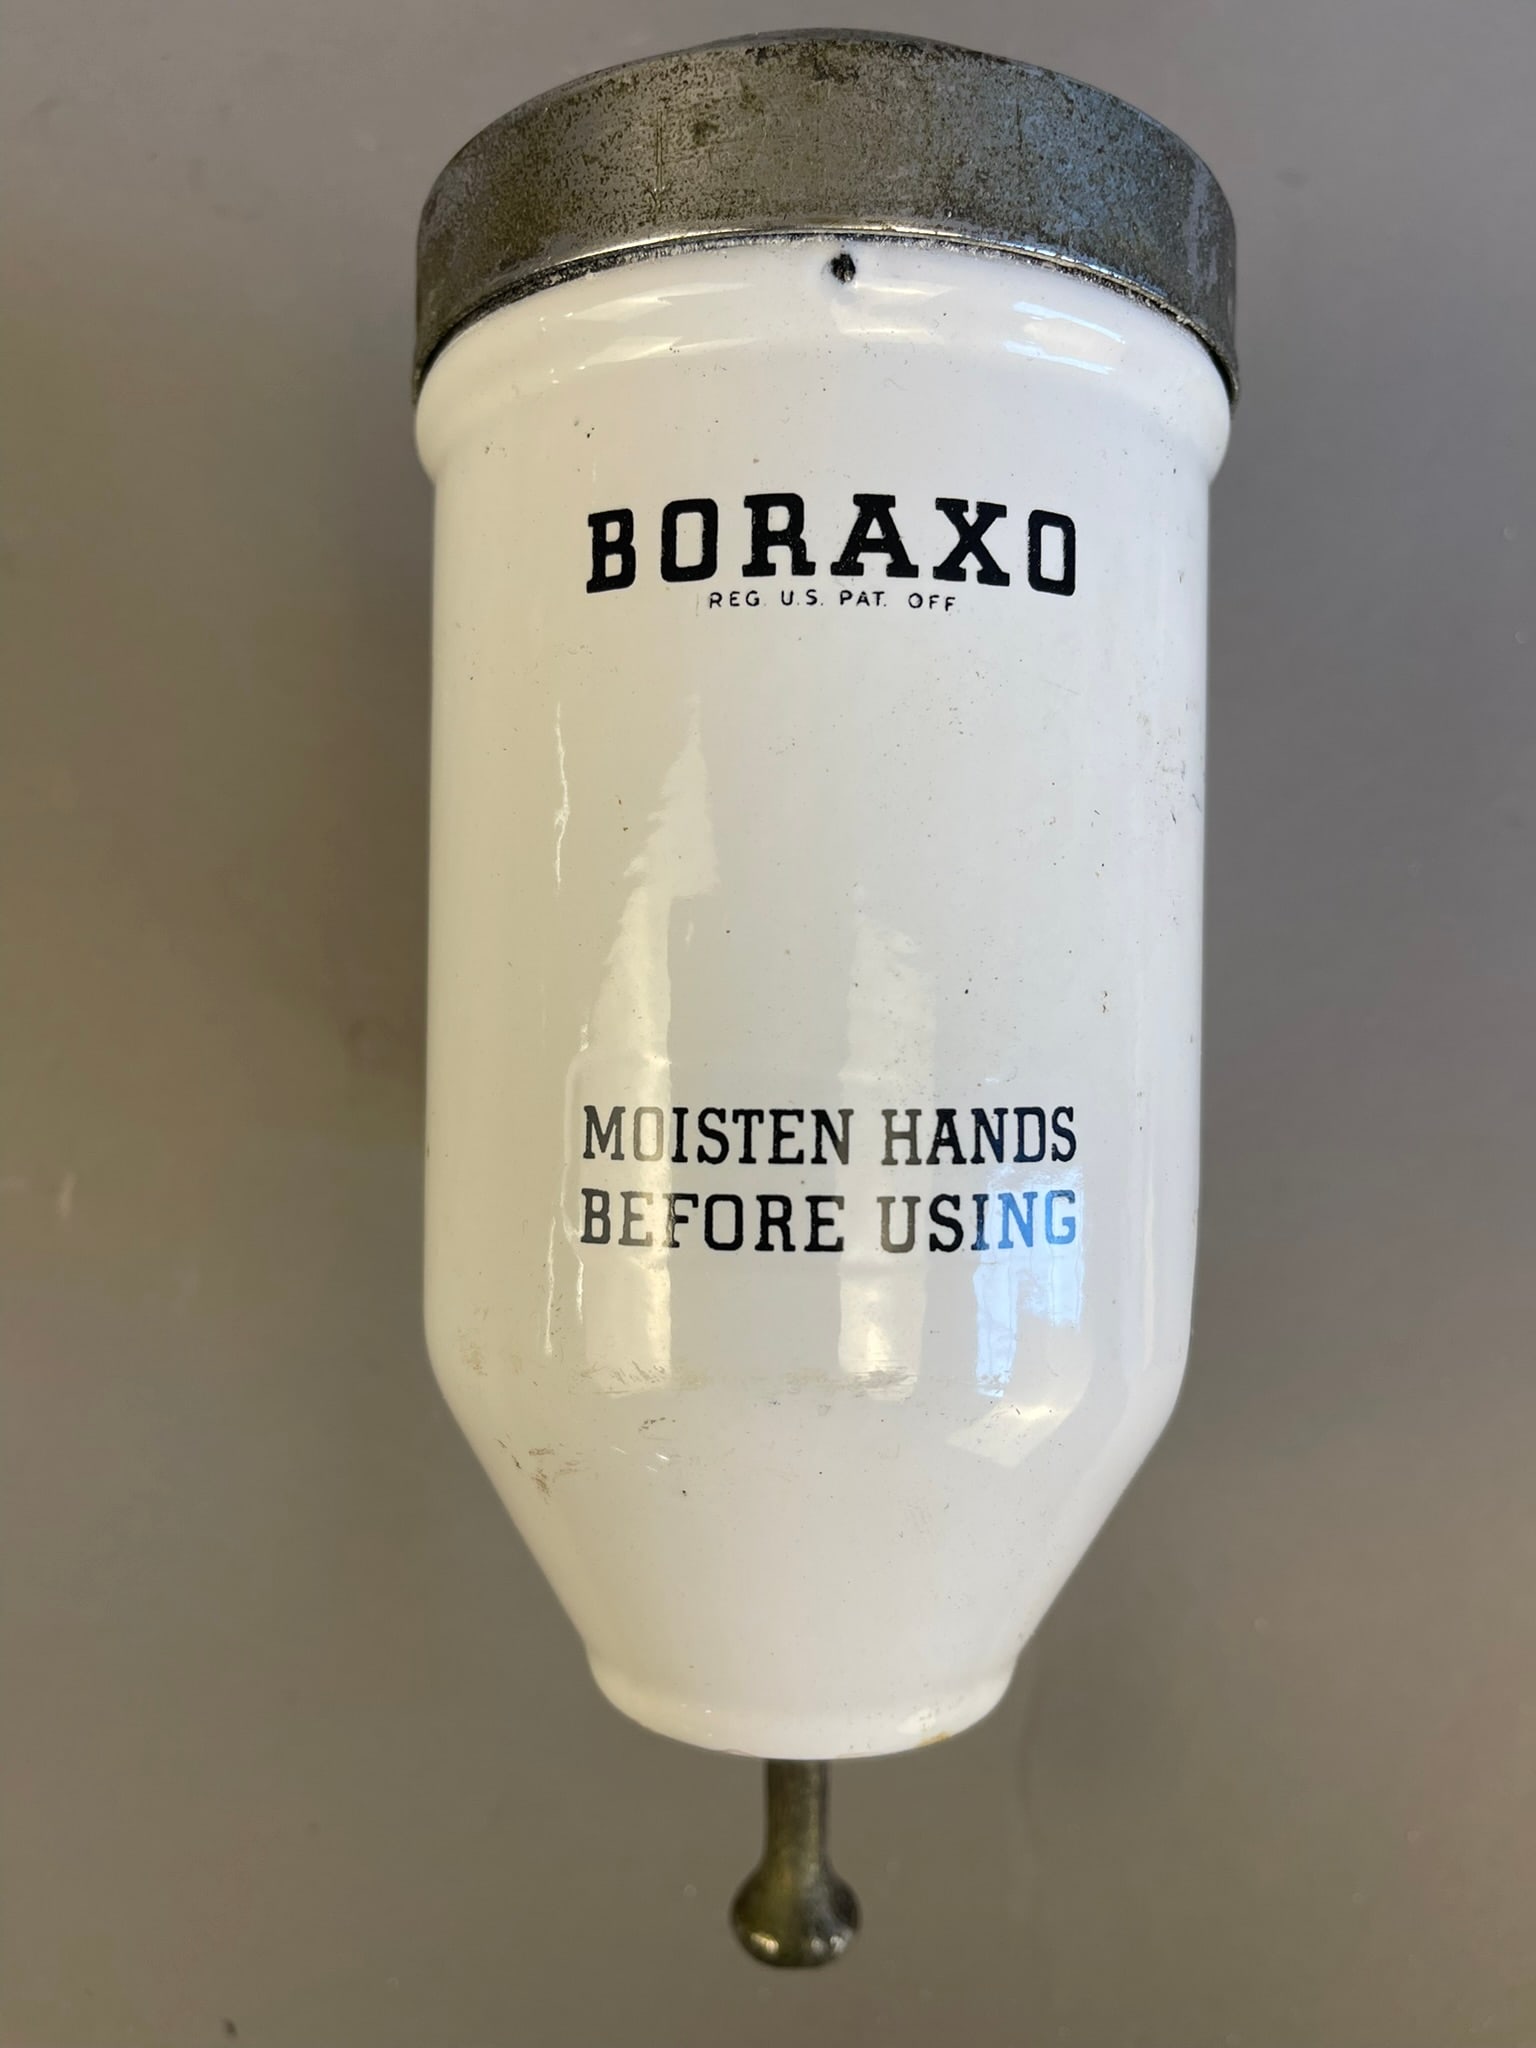 BORAXO
REG. U.S. PAT. OFF.
MOISTEN HANDS
BEFORE USING